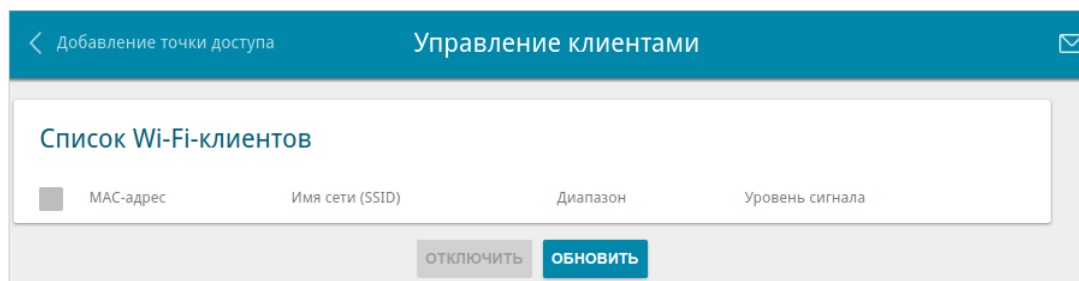 Добавление точки доступа Управление клиентами
Список Wi-Fi-клиентов
MAC-адрес Имя сети (SSID) Диапазон Уровень сигнала
ОТКЛЮЧИТЬ ОБНОВИТЬ